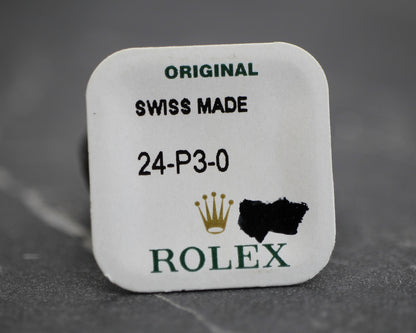 ORIGINAL
SWISS MADE
24-P3-0
ROLEX